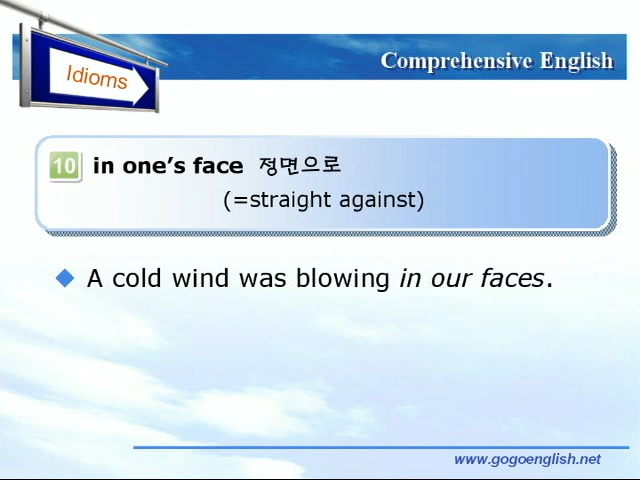 Idioms
Comprehensive English
10 in one's face 정면으로
(=straight against)
A cold wind was blowing in our faces.
www.gogoenglish.net